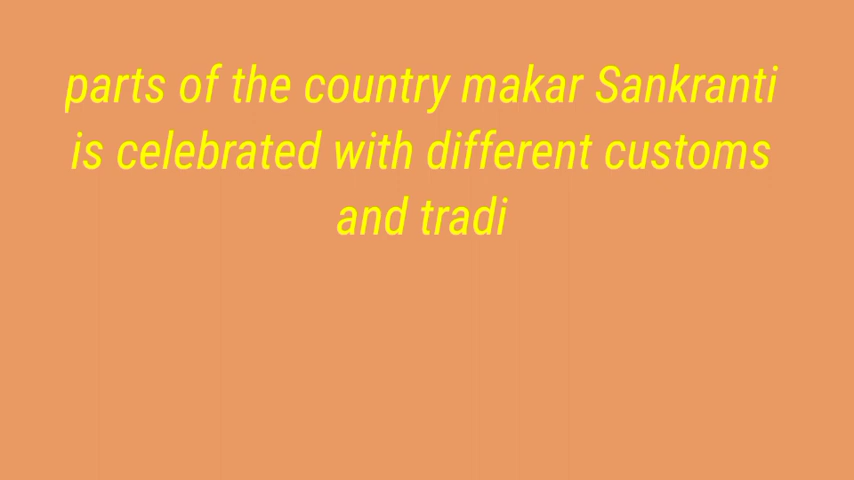 parts of the country makar Sankranti
is celebrated with different customs
and tradi